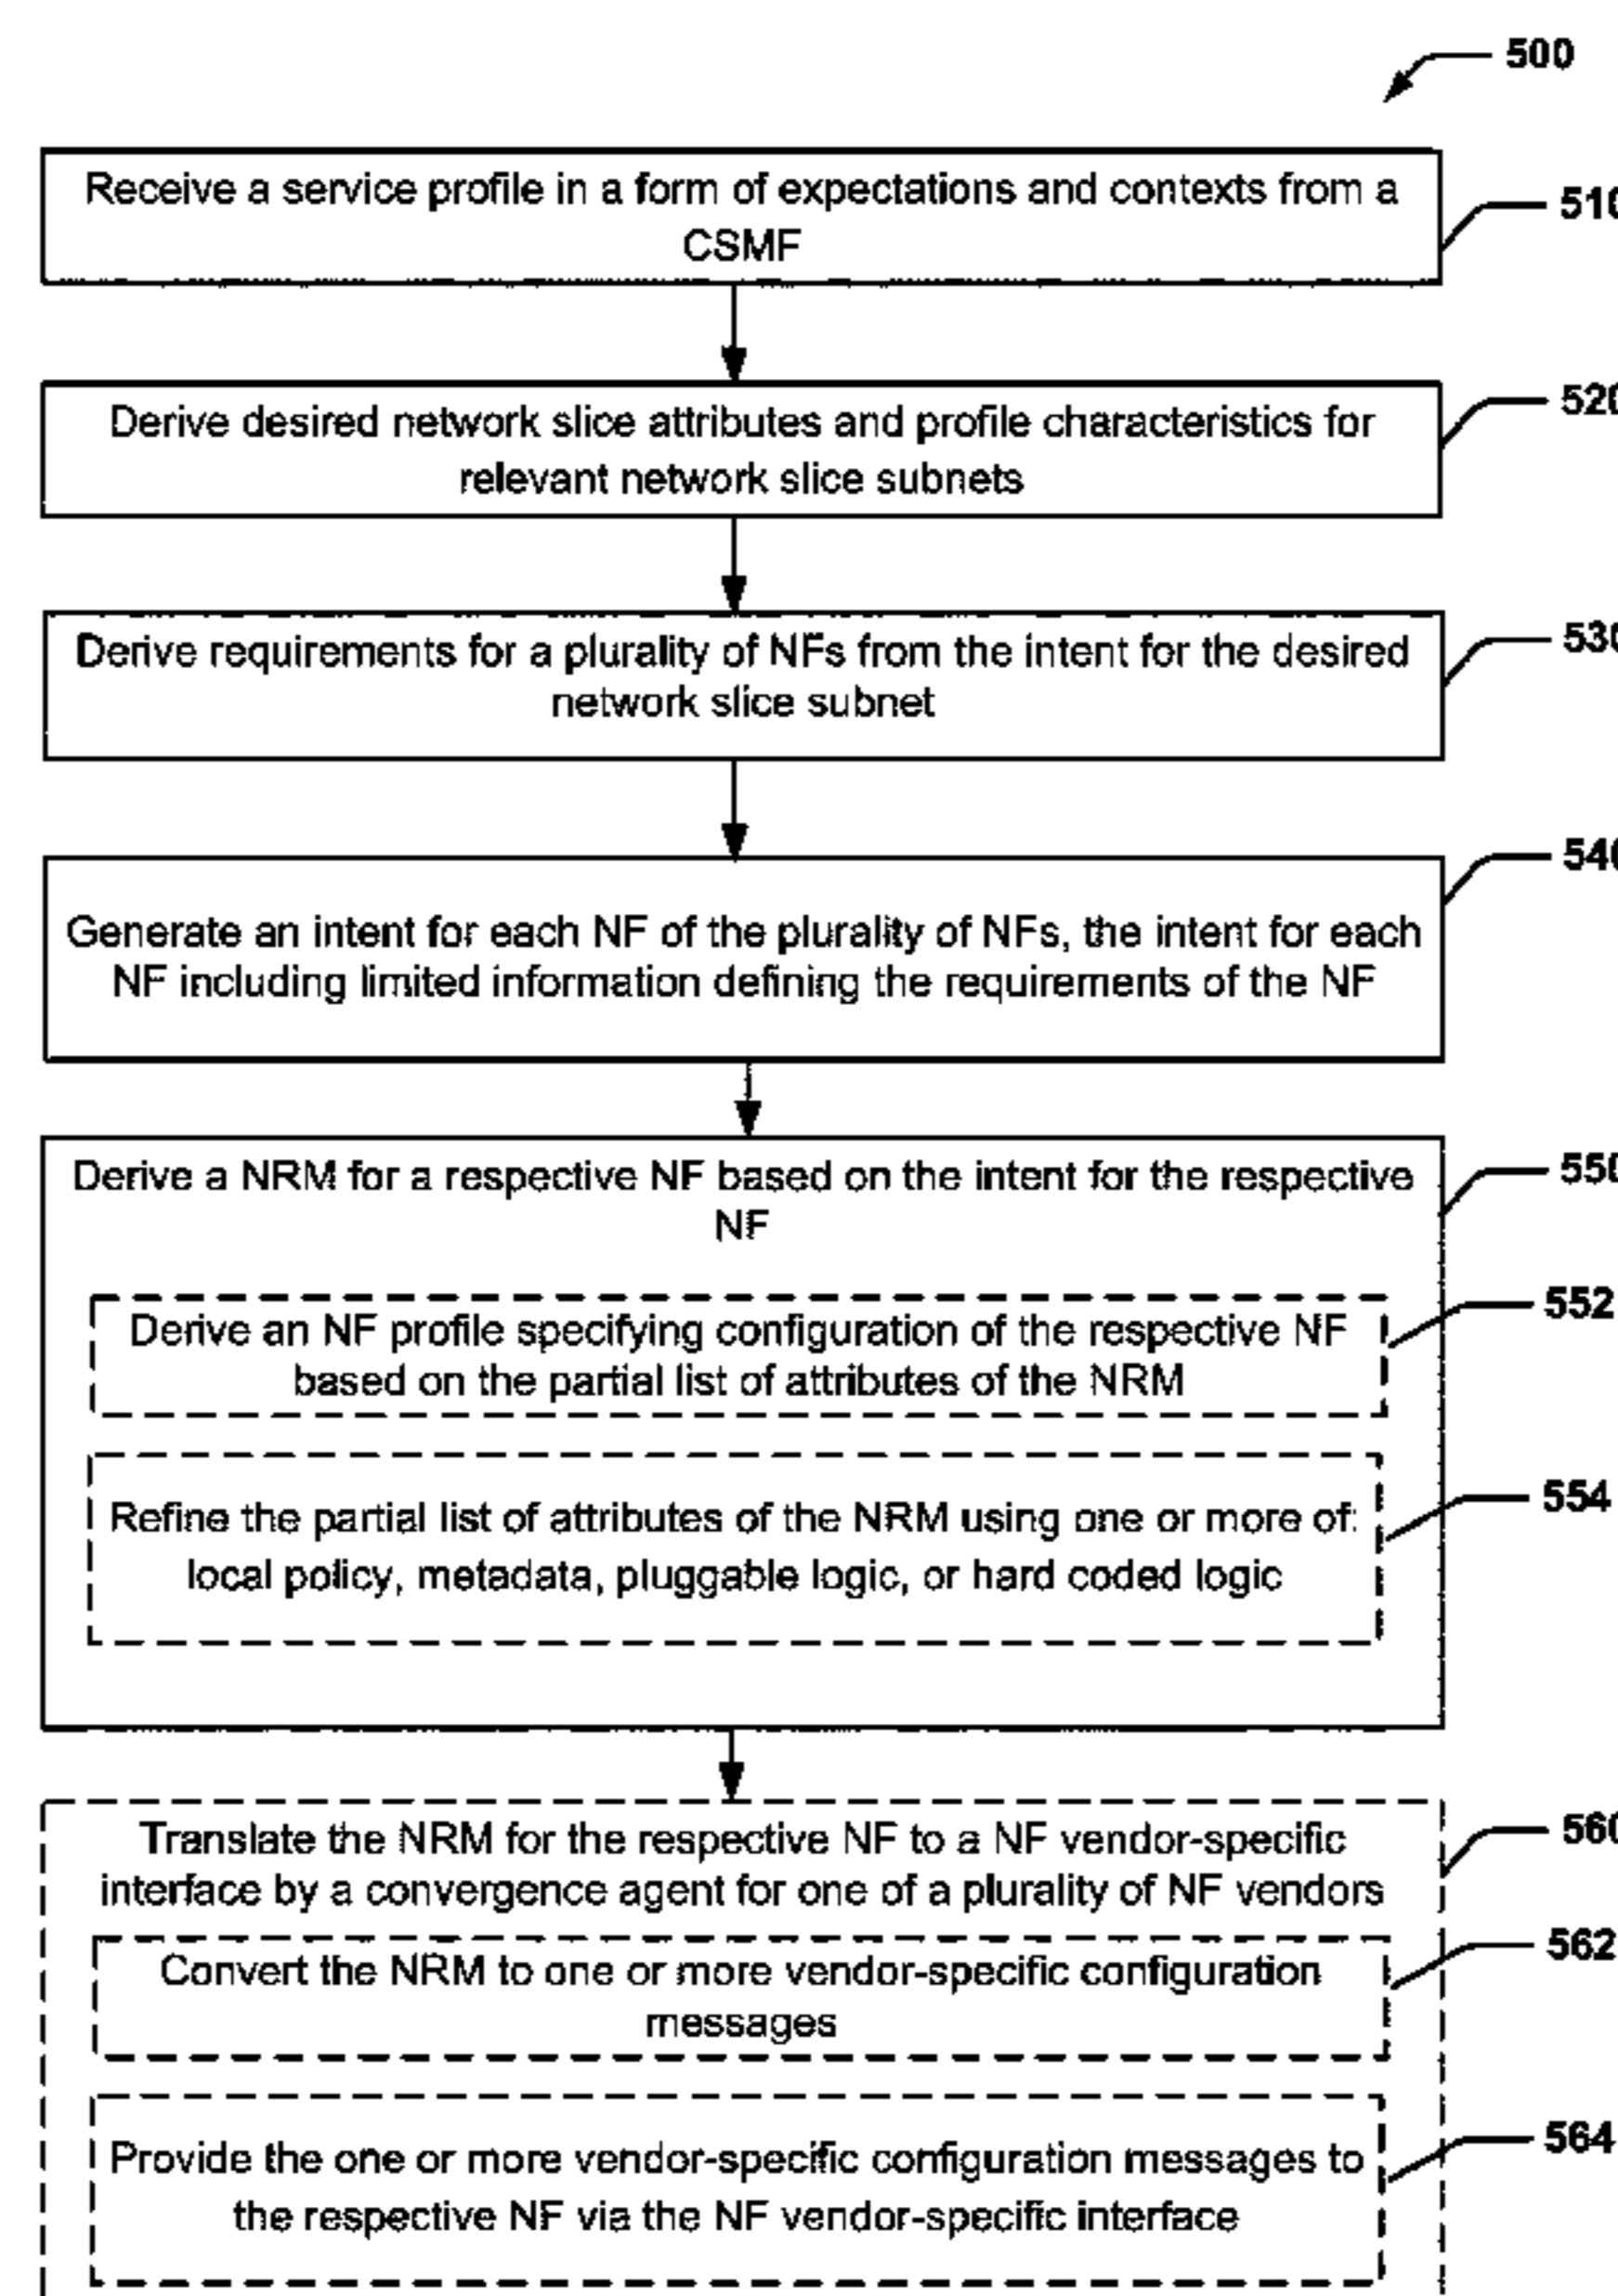 500
Receive a service profile in a form of expectations and contexts from a
CSMF
510
Derive desired network slice attributes and profile characteristics for
relevant network slice subnets
520
Derive requirements for a plurality of NFs from the intent for the desired
network slice subnet
530
Generate an intent for each NF of the plurality of NFs, the intent for each
NF including limited information defining the requirements of the NF
540
Derive a NRM for a respective NF based on the intent for the respective
NF
550
Derive an NF profile specifying configuration of the respective NF
based on the partial list of attributes of the NRM
552
Refine the partial list of attributes of the NRM using one or more of:
local policy, metadata, pluggable logic, or hard coded logic
554
Translate the NRM for the respective NF to a NF vendor-specific
interface by a convergence agent for one of a plurality of NF vendors
560
Convert the NRM to one or more vendor-specific configuration
messages
562
Provide the one or more vendor-specific configuration messages to
the respective NF via the NF vendor-specific interface
564